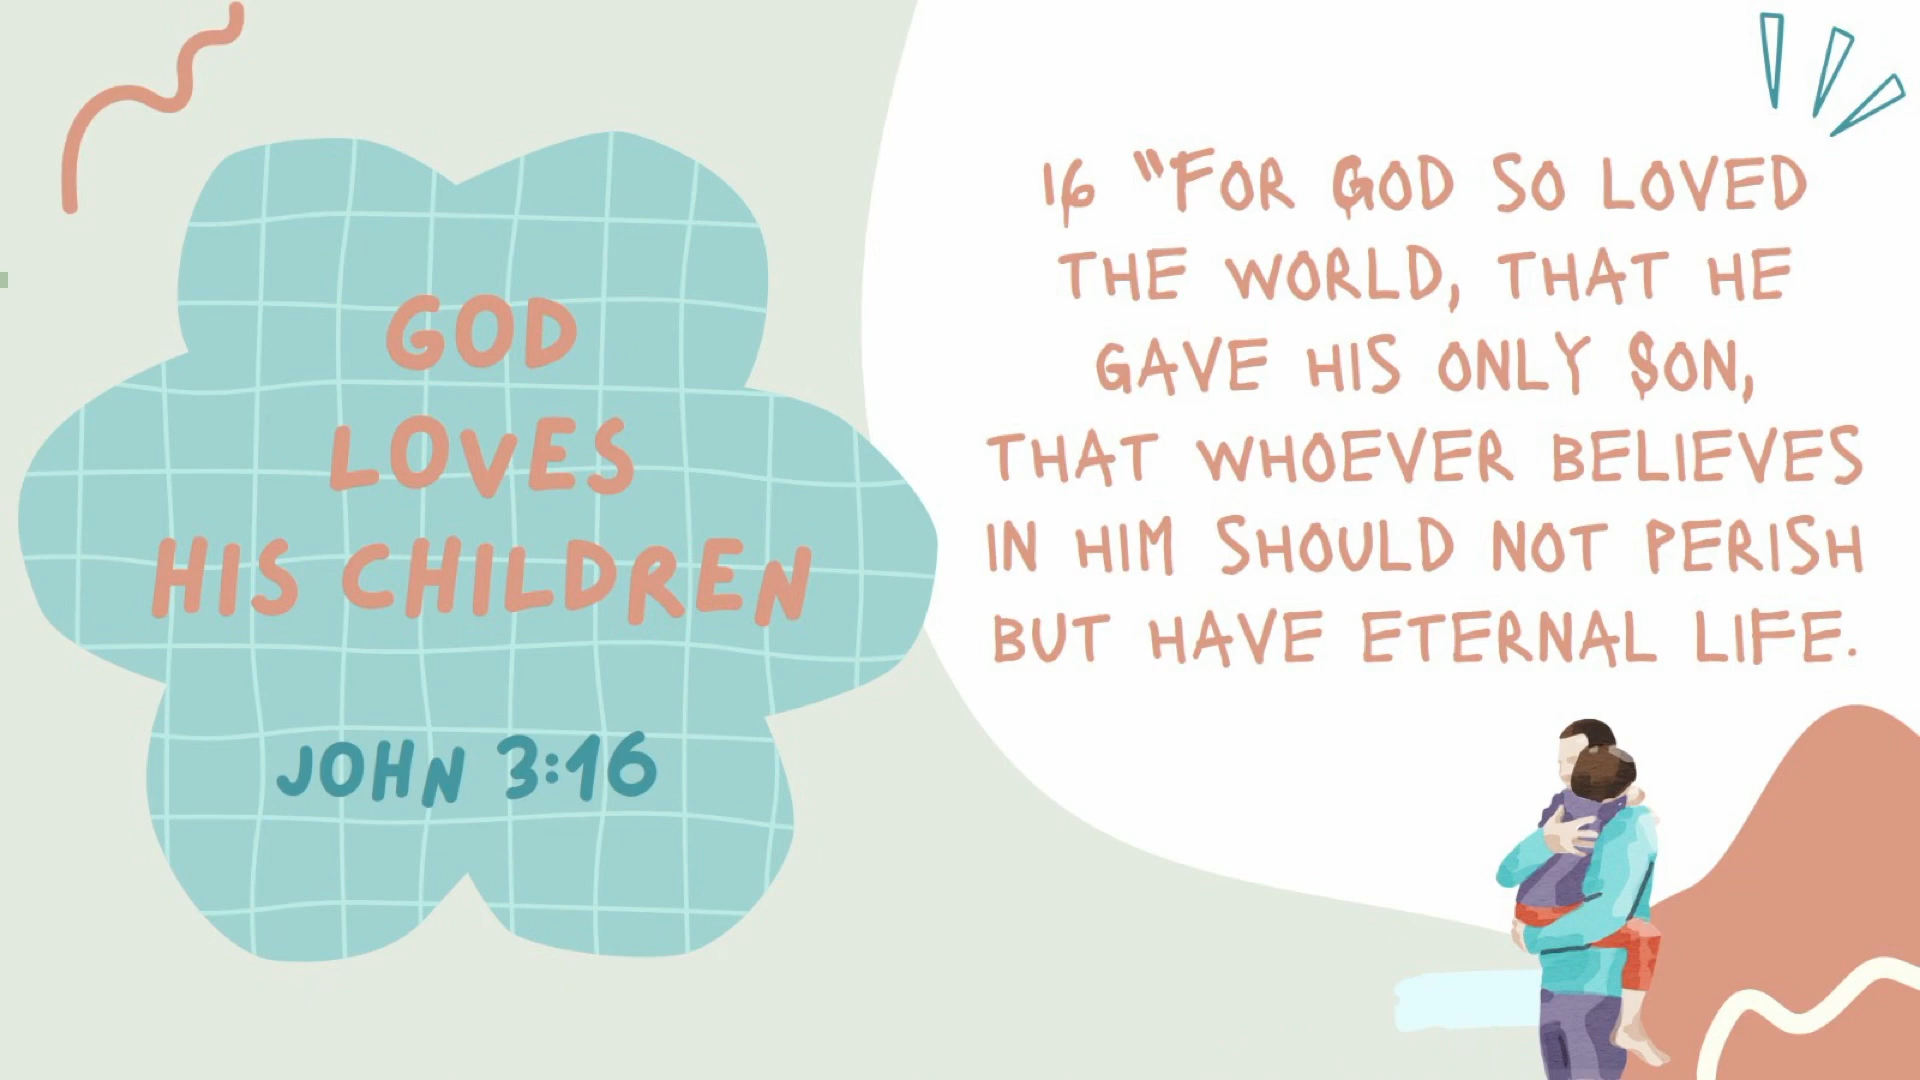 GOD
LOVES
HIS CHILDREN
JOHN 3:16
16 "FOR GOD SO LOVED
THE WORLD, THAT HE
GAVE HIS ONLY $ON,
THAT WHOEVER BELIEVES
IN HIM SHOULD NOT PERISH
BUT HAVE ETERNAL LIFE.